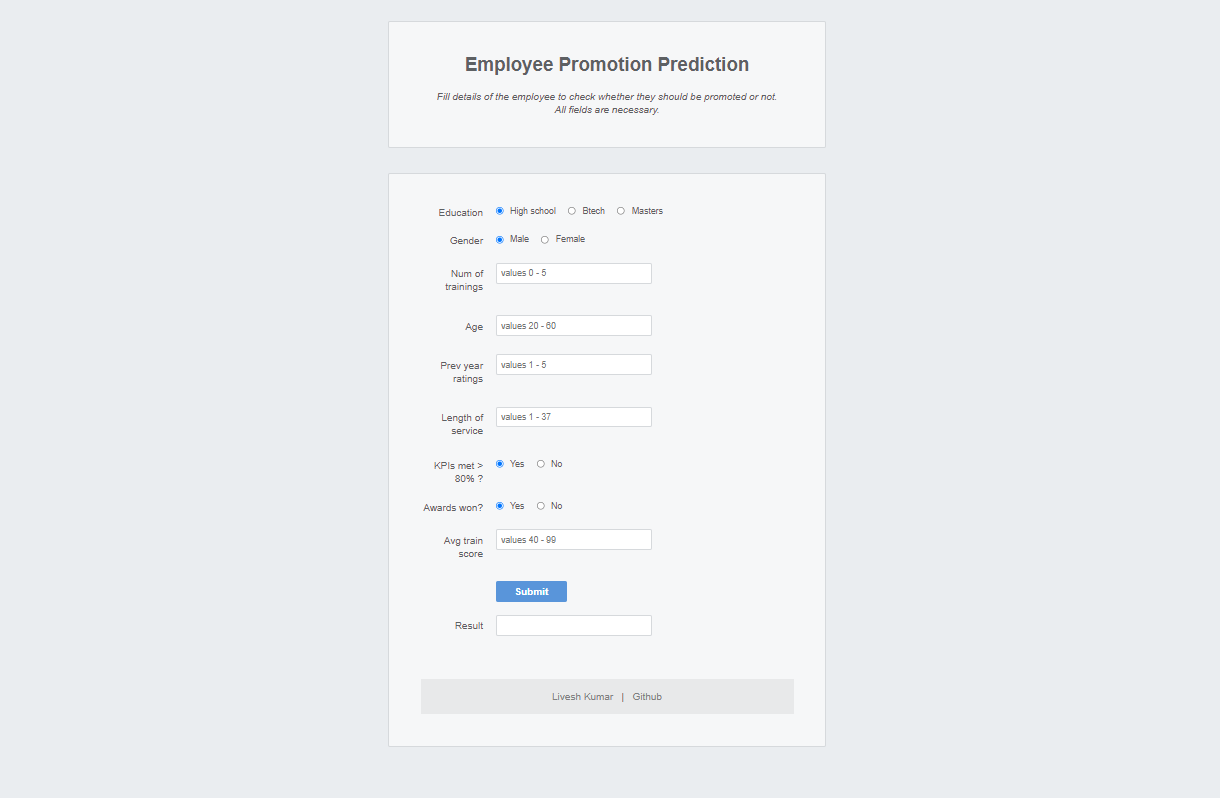 Employee Promotion Prediction
Fill details of the employee to check whether they should be promoted or not.
All fields are necessary.
Education High school Btech Masters
Gender Male Female
Num of values 0 - 5
trainings
Age values 20 - 60
Prev year values 1 - 5
ratings
Length of values 1 - 37
service
KPIs met > Yes No
80% ?
Awards won? Yes No
Avg train values 40 - 99
score
Submit
Result
Livesh Kumar | Github